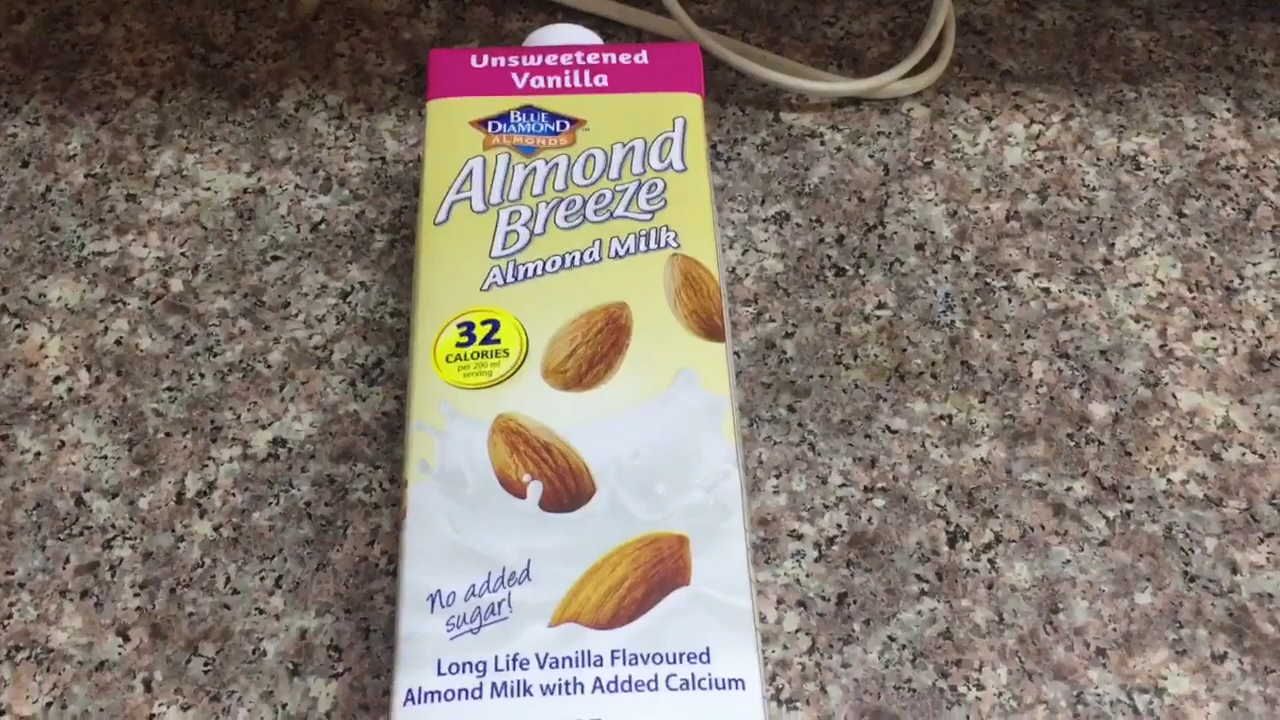 Unsweetened
Vanilla
BLUE
DIAMOND
ALMONDS
Almond
Breeze
Almond Milk
32
CALORIES
per 200 ml
serving
No added
sugar!
Long Life Vanilla Flavoured
Almond Milk with Added Calcium